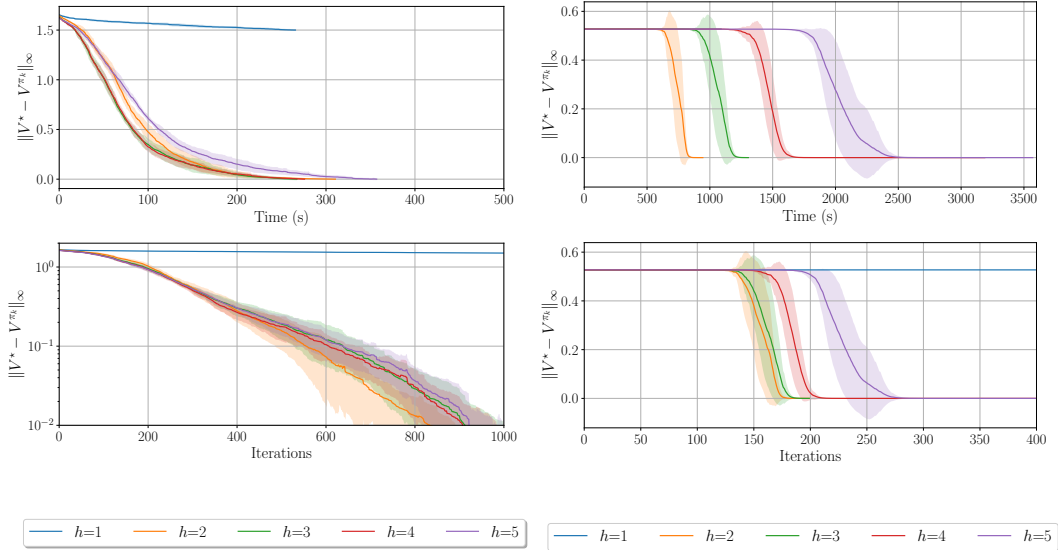 ‖V⋆ − V^{π_k}‖_∞
1.5
1.0
0.5
0.0
0 100 200 300 400 500
Time (s)
‖V⋆ − V^{π_k}‖_∞
0.6
0.4
0.2
0.0
0 500 1000 1500 2000 2500 3000 3500
Time (s)
‖V⋆ − V^{π_k}‖_∞
10^0
10^{−1}
10^{−2}
0 200 400 600 800 1000
Iterations
‖V⋆ − V^{π_k}‖_∞
0.6
0.4
0.2
0.0
0 50 100 150 200 250 300 350 400
Iterations
h=1 h=2 h=3 h=4 h=5
h=1 h=2 h=3 h=4 h=5